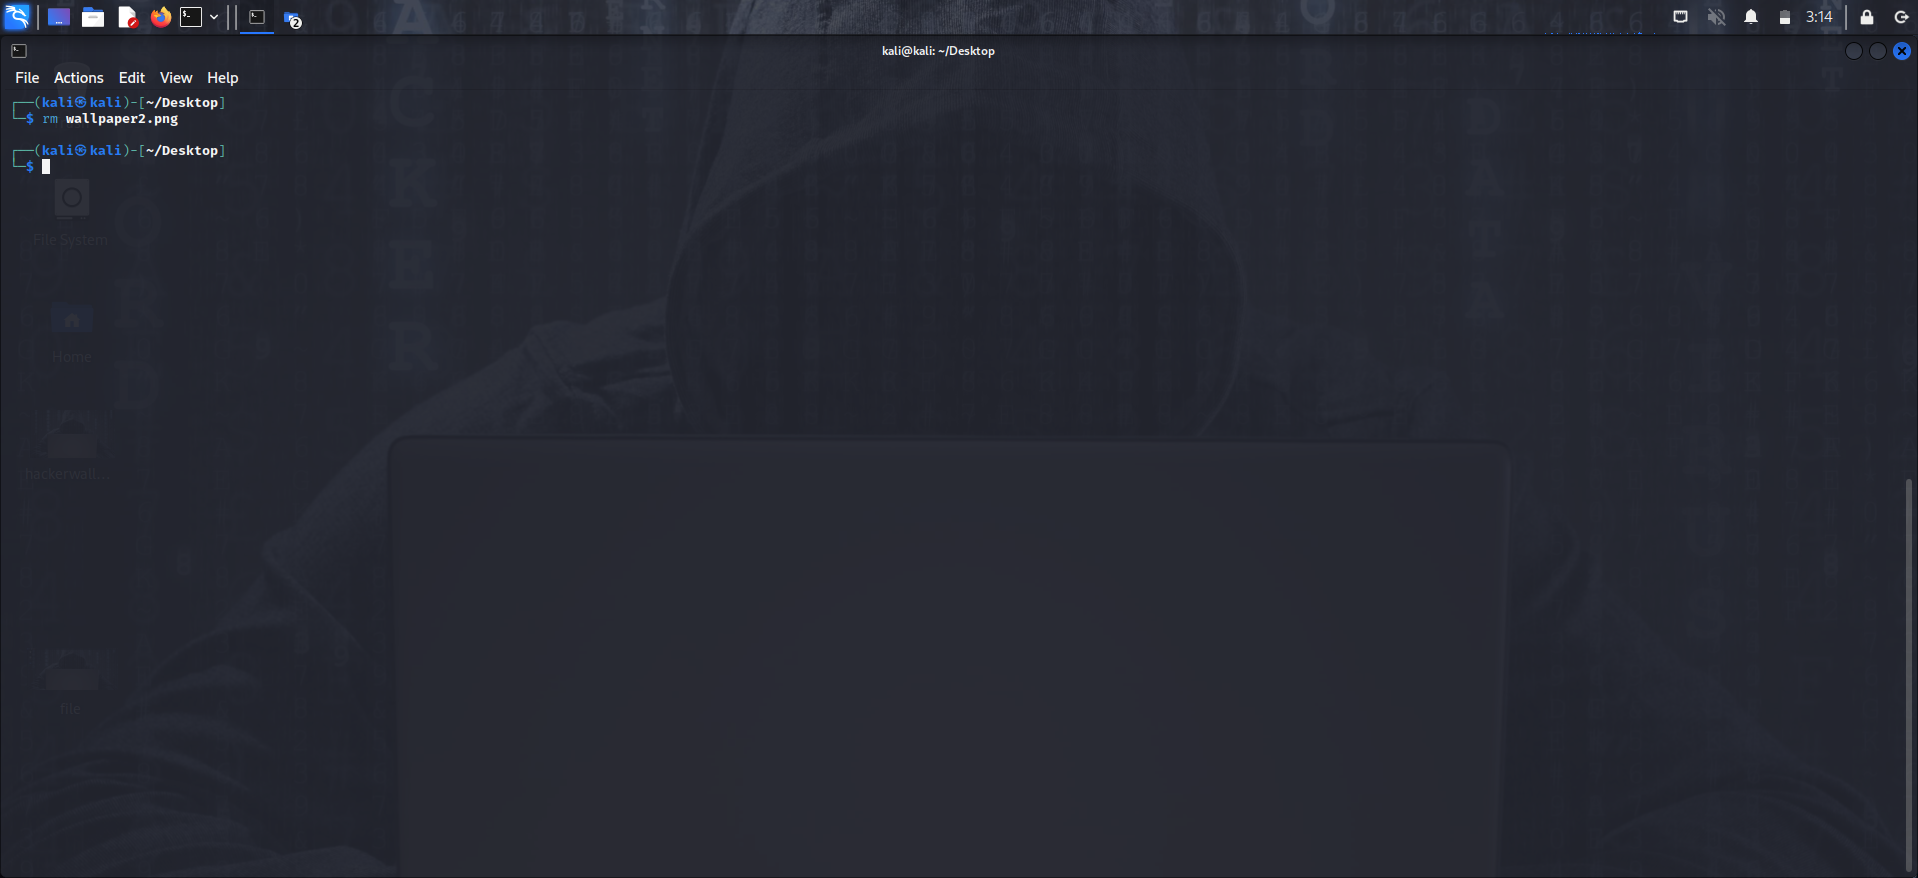 2
3:14
kali@kali: ~/Desktop
File Actions Edit View Help
┌──(kali㉿kali)-[~/Desktop]
└─$ rm wallpaper2.png
┌──(kali㉿kali)-[~/Desktop]
└─$
File System
Home
hackerwall...
file
A
C
K
E
R
O
R
D
D
A
T
A